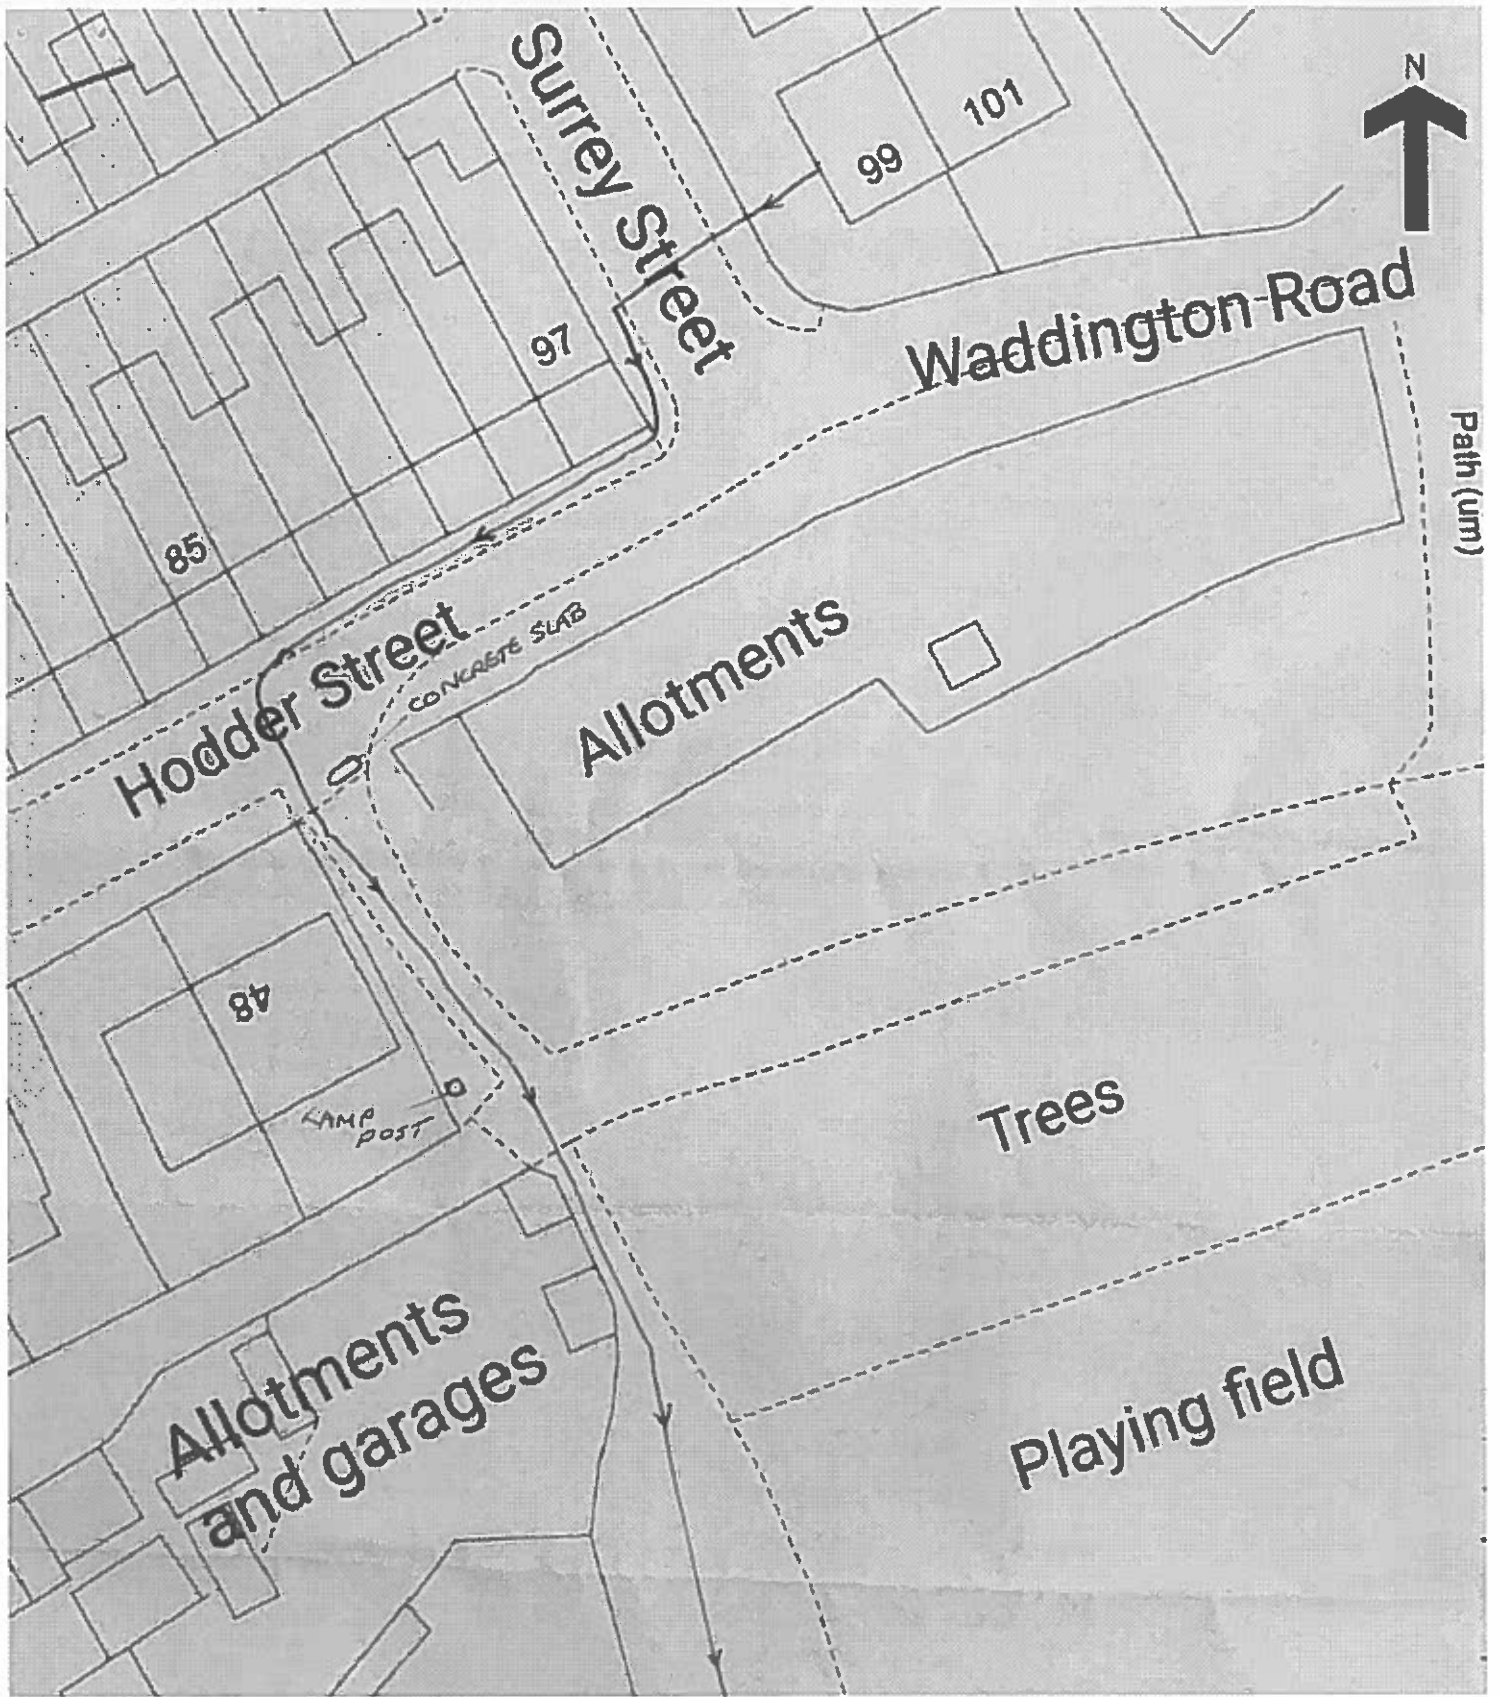 Surrey Street
N
101
99
Waddington Road
97
Path (um)
85
Hodder Street
CONCRETE SLAB
Allotments
48
LAMP
POST
Trees
Allotments
and garages
Playing field